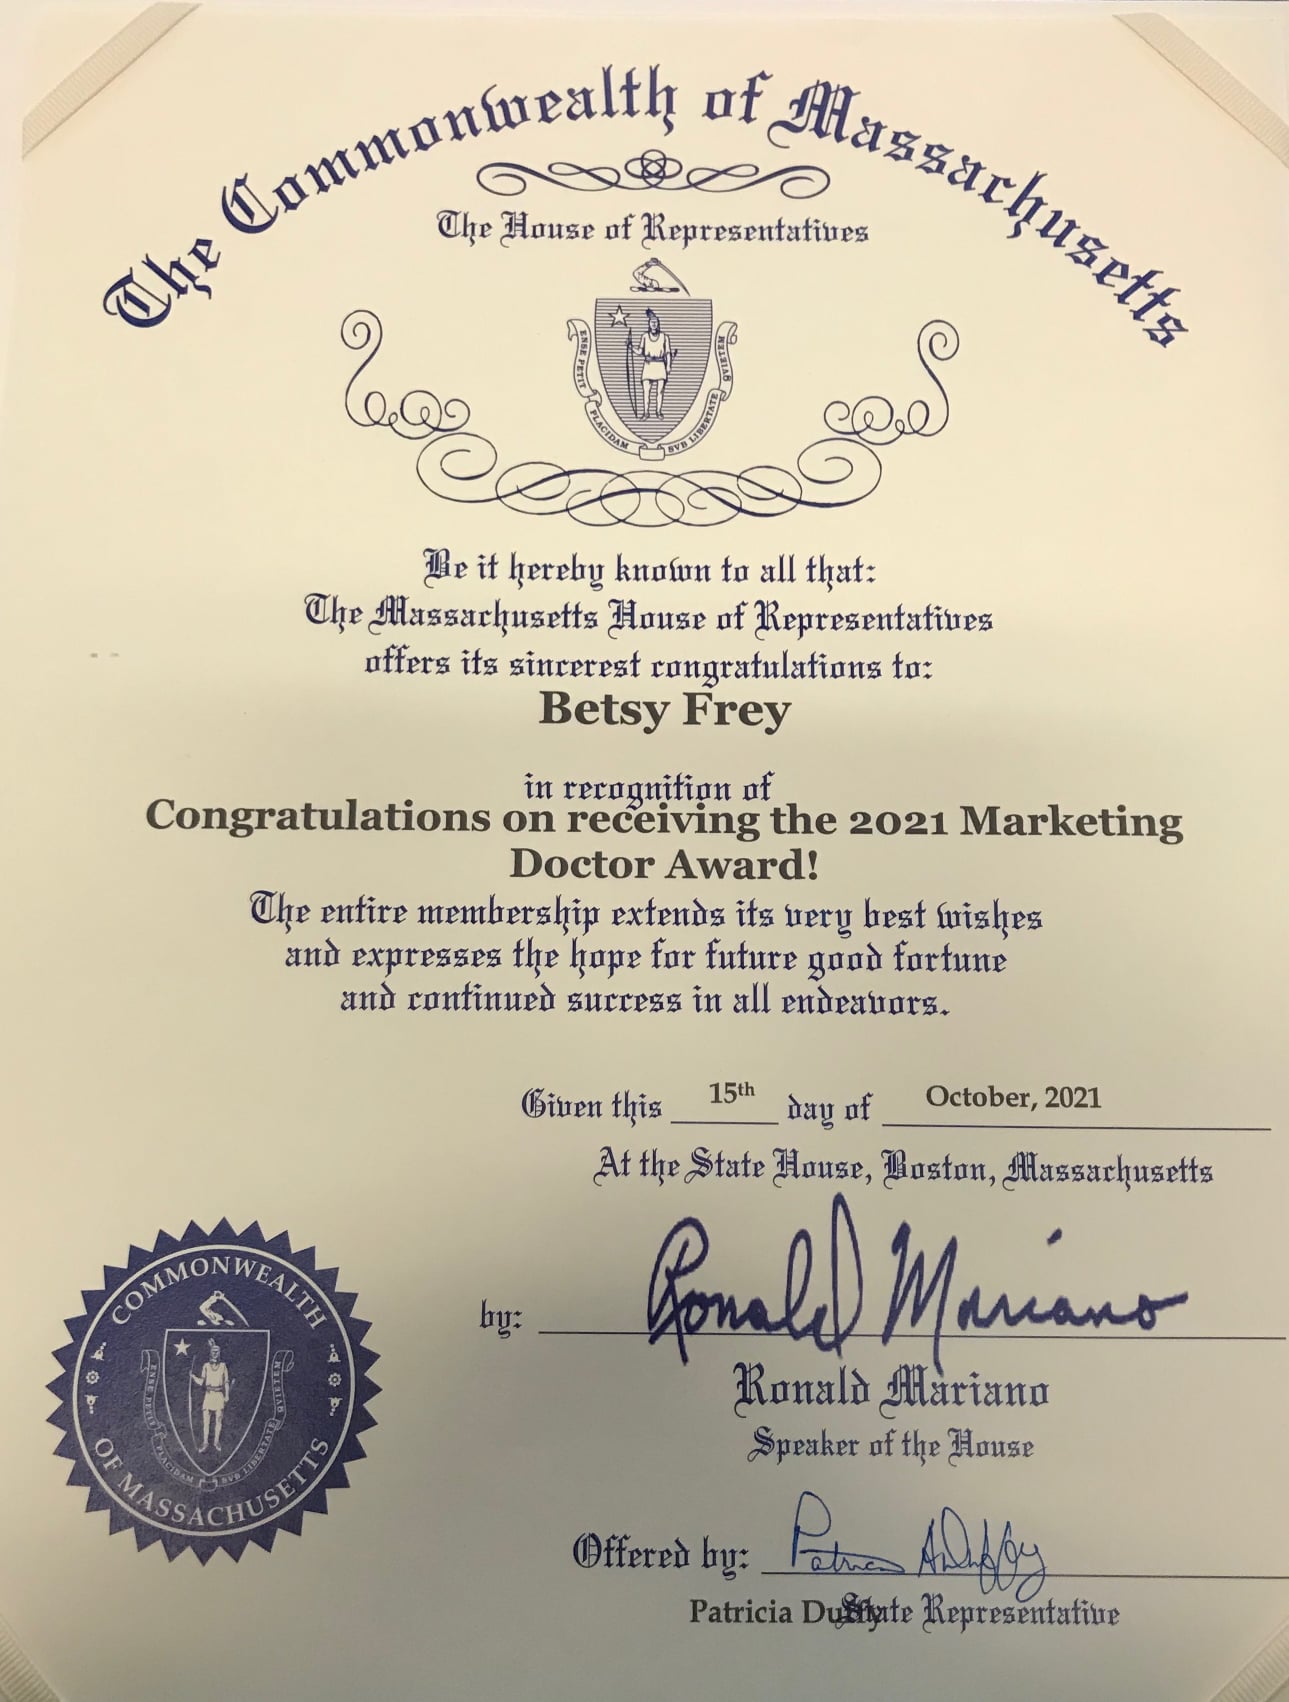 The Commonwealth of Massachusetts
The House of Representatives
ENSE PETIT PLACIDAM SVB LIBERTATE QVIETEM
Be it hereby known to all that:
The Massachusetts House of Representatives
offers its sincerest congratulations to:
Betsy Frey
in recognition of
Congratulations on receiving the 2021 Marketing
Doctor Award!
The entire membership extends its very best wishes
and expresses the hope for future good fortune
and continued success in all endeavors.
Given this 15th day of October, 2021
At the State House, Boston, Massachusetts
by: Ronald Mariano
Ronald Mariano
Speaker of the House
Offered by: Patricia A Duffy
Patricia Duffy State Representative
COMMONWEALTH
OF MASSACHUSETTS
ENSE PETIT PLACIDAM SVB LIBERTATE QVIETEM